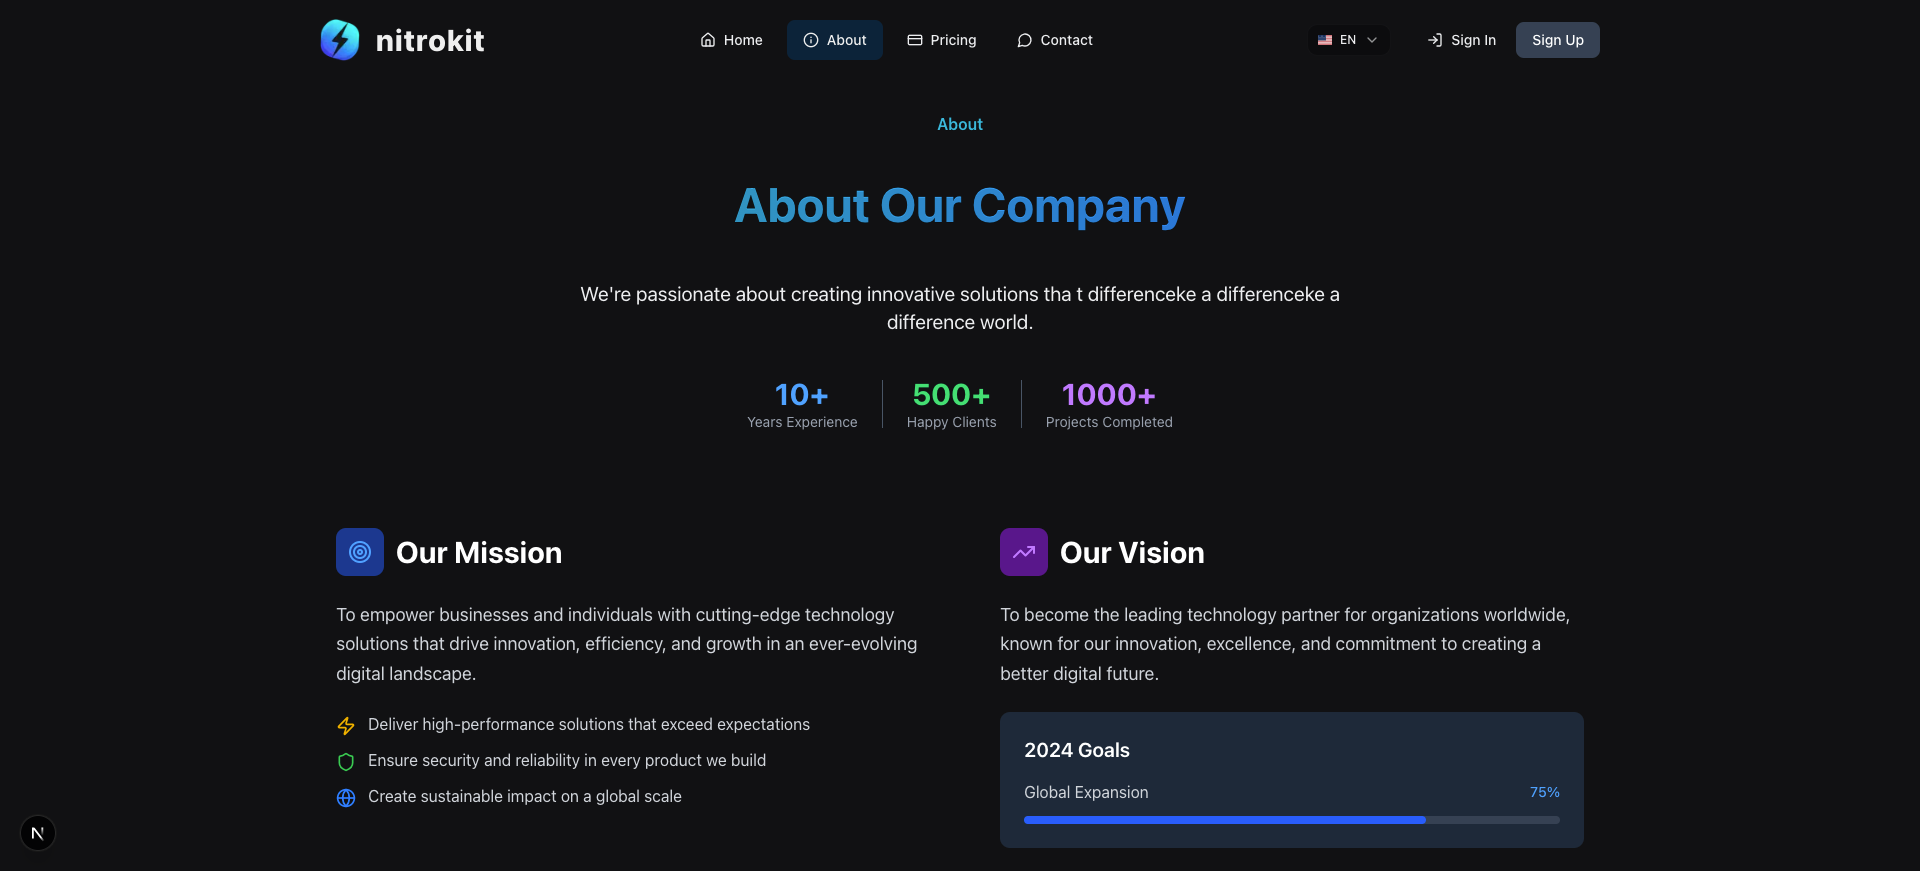 nitrokit
Home
About
Pricing
Contact
EN
Sign In
Sign Up
About
About Our Company
We're passionate about creating innovative solutions tha t differenceke a differenceke a
difference world.
10+
Years Experience
500+
Happy Clients
1000+
Projects Completed
Our Mission
To empower businesses and individuals with cutting-edge technology
solutions that drive innovation, efficiency, and growth in an ever-evolving
digital landscape.
Deliver high-performance solutions that exceed expectations
Ensure security and reliability in every product we build
Create sustainable impact on a global scale
Our Vision
To become the leading technology partner for organizations worldwide,
known for our innovation, excellence, and commitment to creating a
better digital future.
2024 Goals
Global Expansion
75%
N